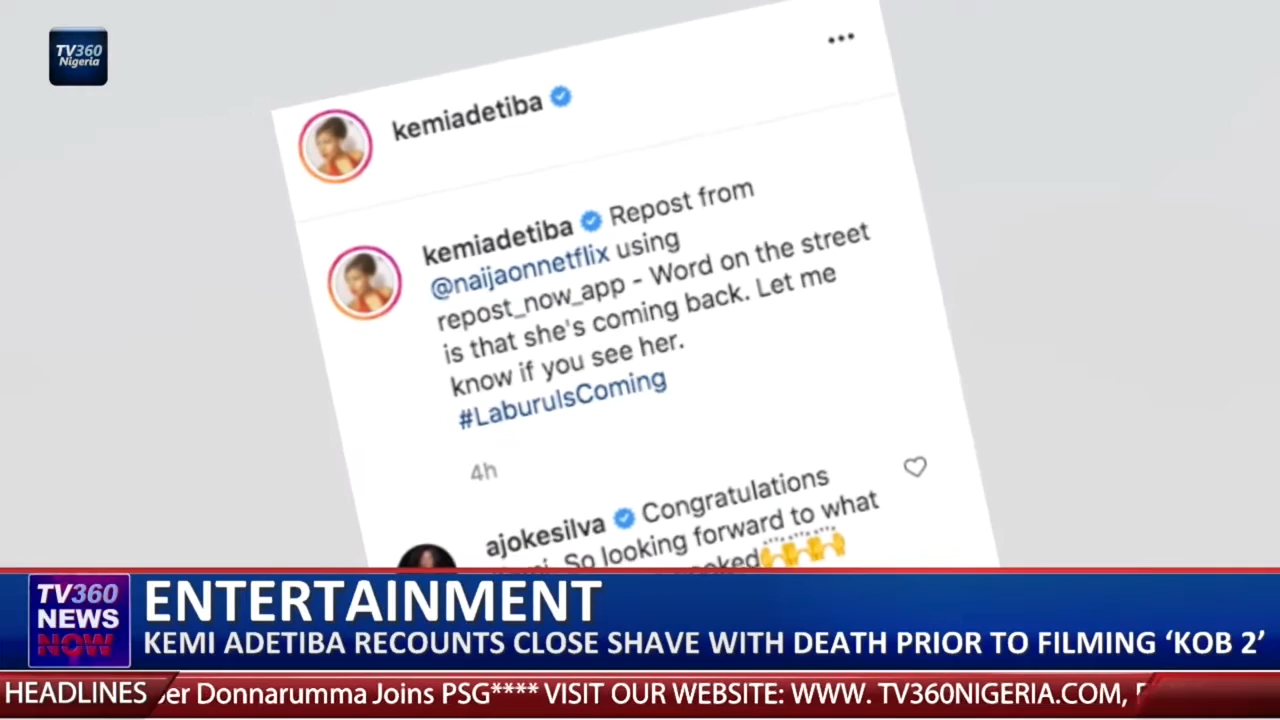 TV360
Nigeria
kemiadetiba
kemiadetiba Repost from
@naijaonnetflix using
repost_now_app - Word on the street
is that she's coming back. Let me
know if you see her.
#LaburuIsComing
4h
ajokesilva Congratulations
So looking forward to what
TV360
NEWS
NOW
ENTERTAINMENT
KEMI ADETIBA RECOUNTS CLOSE SHAVE WITH DEATH PRIOR TO FILMING ‘KOB 2’
HEADLINES
Donnarumma Joins PSG**** VISIT OUR WEBSITE: WWW. TV360NIGERIA.COM,